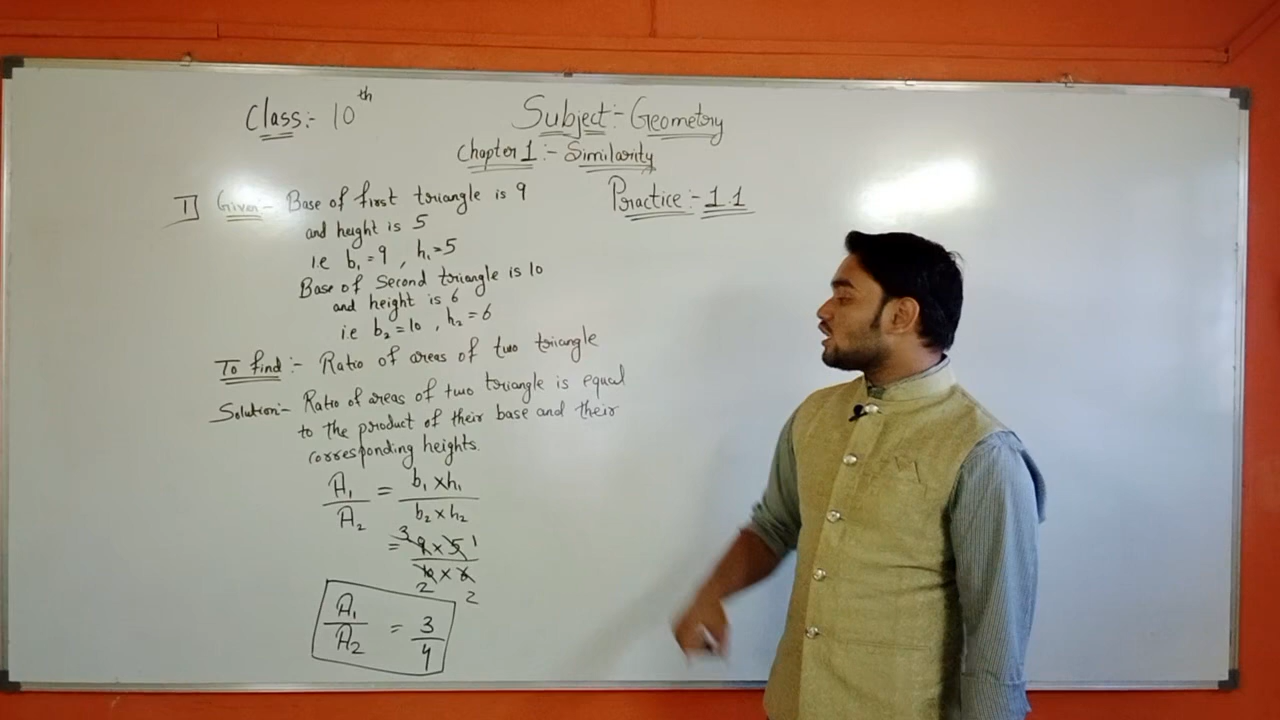 Class:- 10th
Subject:- Geometry
Chapter 1:- Similarity
Practice:- 1.1
1] Given:- Base of first triangle is 9
and height is 5
i.e b₁=9 , h₁=5
Base of Second triangle is 10
and height is 6
i.e b₂=10 , h₂=6
To find:- Ratio of areas of two triangle
Solution:- Ratio of areas of two triangle is equal
to the product of their base and their
corresponding heights.
A₁/A₂ = b₁×h₁/b₂×h₂
= 9×5/10×6
3 1
2 2
A₁/A₂ = 3/4